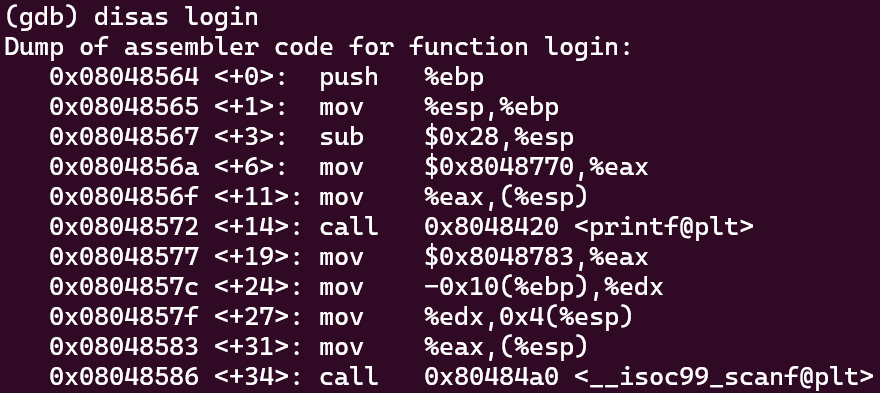 (gdb) disas login
Dump of assembler code for function login:
   0x08048564 <+0>:  push   %ebp
   0x08048565 <+1>:  mov    %esp,%ebp
   0x08048567 <+3>:  sub    $0x28,%esp
   0x0804856a <+6>:  mov    $0x8048770,%eax
   0x0804856f <+11>: mov    %eax,(%esp)
   0x08048572 <+14>: call   0x8048420 <printf@plt>
   0x08048577 <+19>: mov    $0x8048783,%eax
   0x0804857c <+24>: mov    -0x10(%ebp),%edx
   0x0804857f <+27>: mov    %edx,0x4(%esp)
   0x08048583 <+31>: mov    %eax,(%esp)
   0x08048586 <+34>: call   0x80484a0 <__isoc99_scanf@plt>